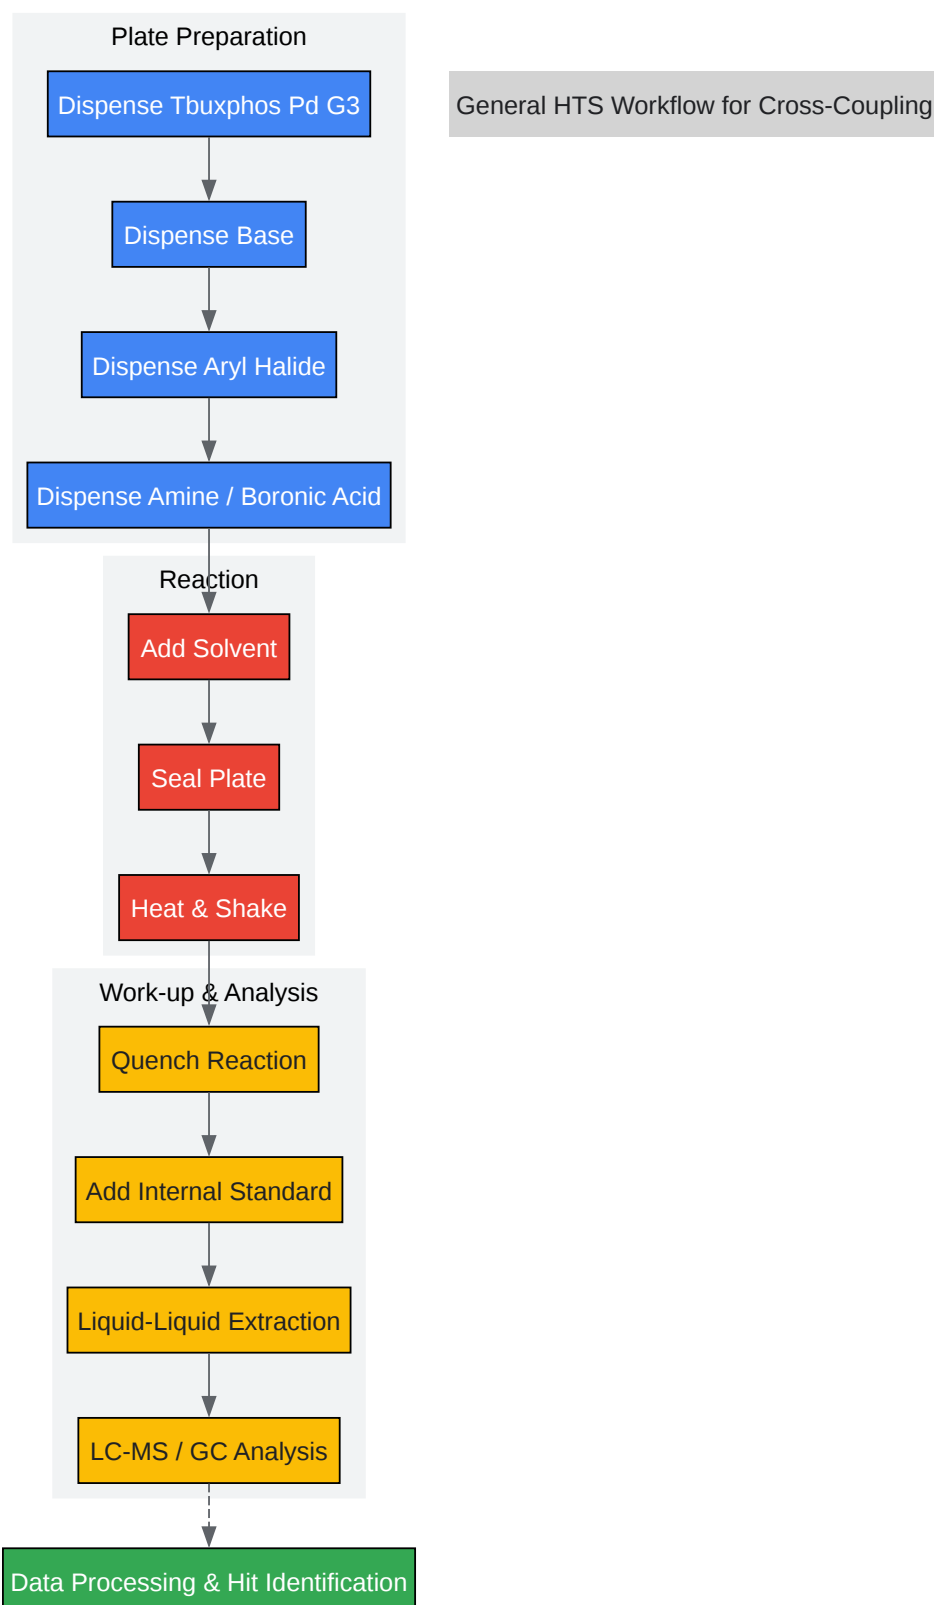 Plate Preparation
Dispense Tbuxphos Pd G3
General HTS Workflow for Cross-Coupling
Dispense Base
Dispense Aryl Halide
Dispense Amine / Boronic Acid
Reaction
Add Solvent
Seal Plate
Heat & Shake
Work-up & Analysis
Quench Reaction
Add Internal Standard
Liquid-Liquid Extraction
LC-MS / GC Analysis
Data Processing & Hit Identification